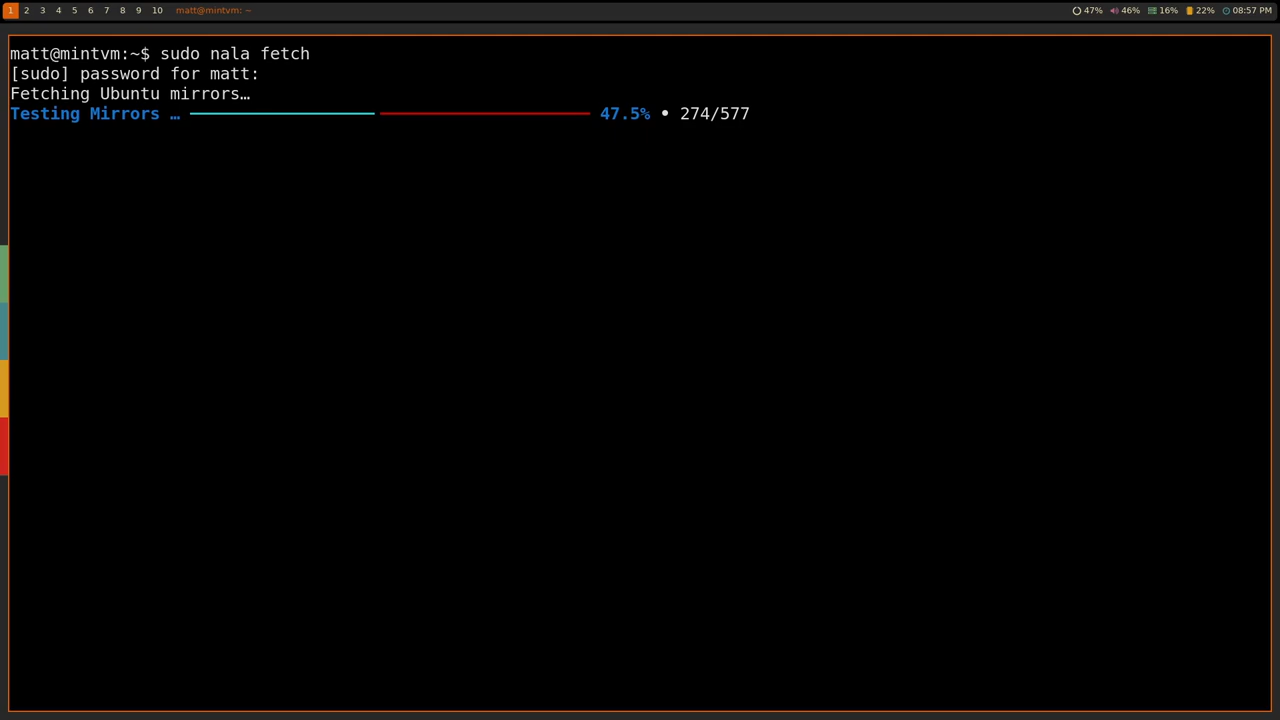 1 2 3 4 5 6 7 8 9 10 matt@mintvm: ~ 47% 46% 16% 22% 08:57 PM
matt@mintvm:~$ sudo nala fetch
[sudo] password for matt:
Fetching Ubuntu mirrors…
Testing Mirrors … 47.5% • 274/577